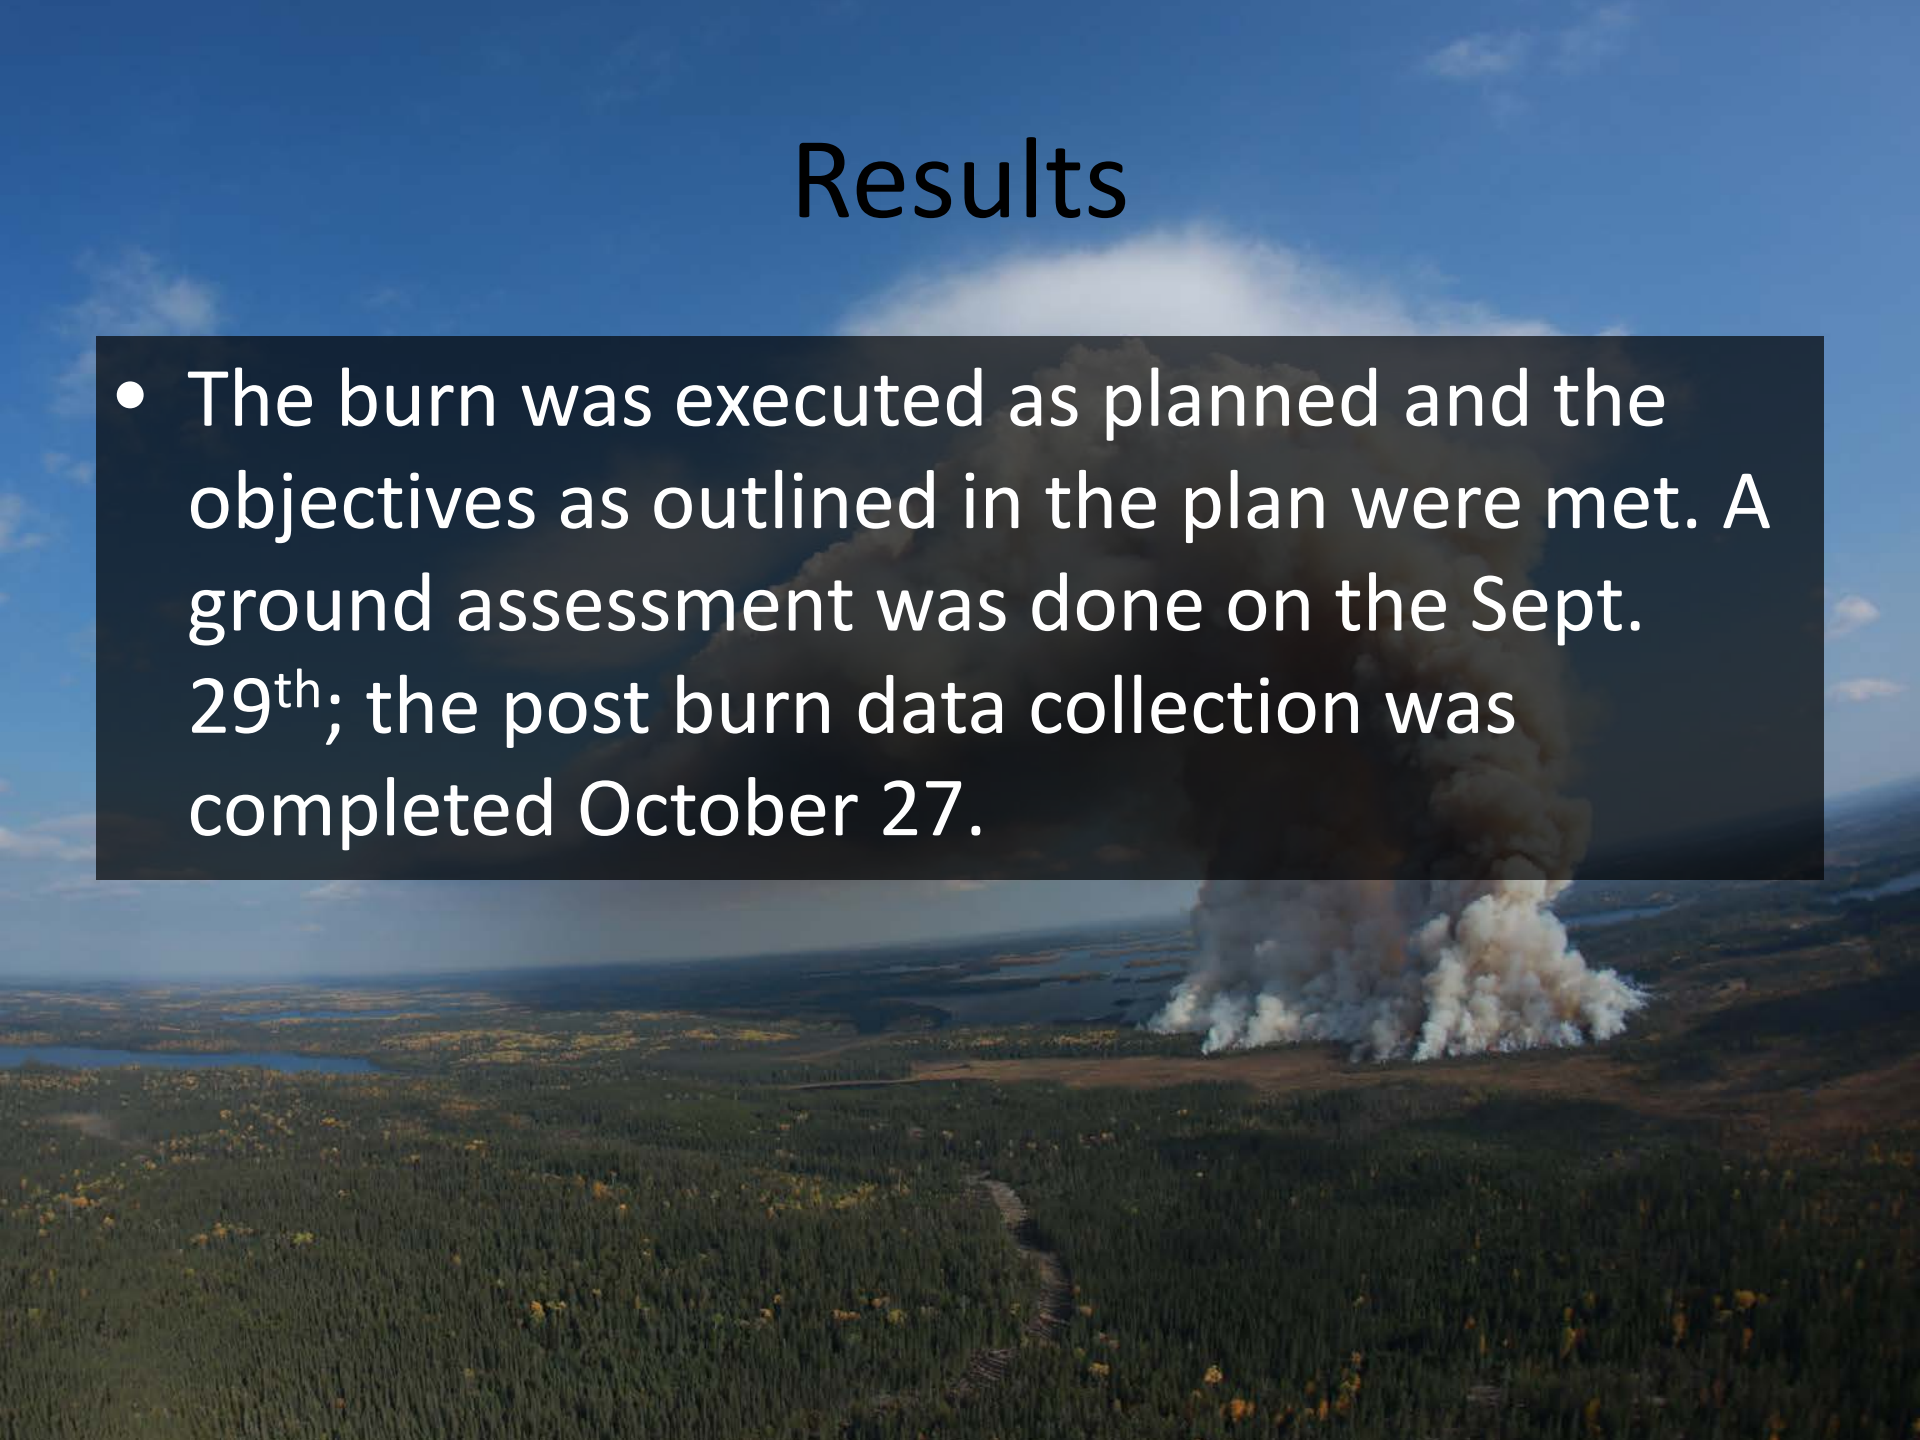 Results
• The burn was executed as planned and the
objectives as outlined in the plan were met. A
ground assessment was done on the Sept.
29th; the post burn data collection was
completed October 27.